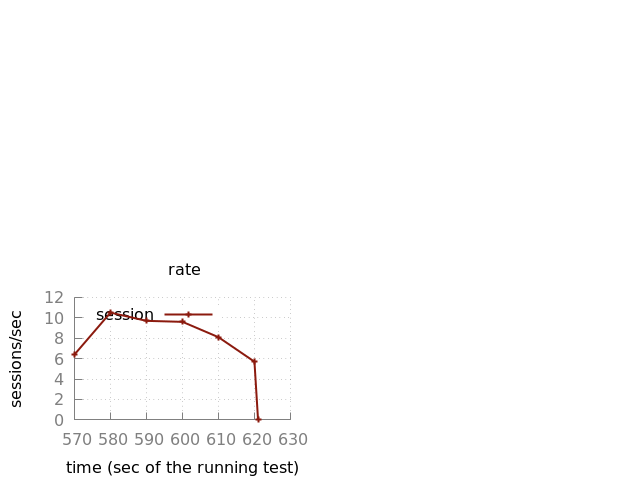 rate
sessions/sec
12
10
8
6
4
2
0
session
570 580 590 600 610 620 630
time (sec of the running test)